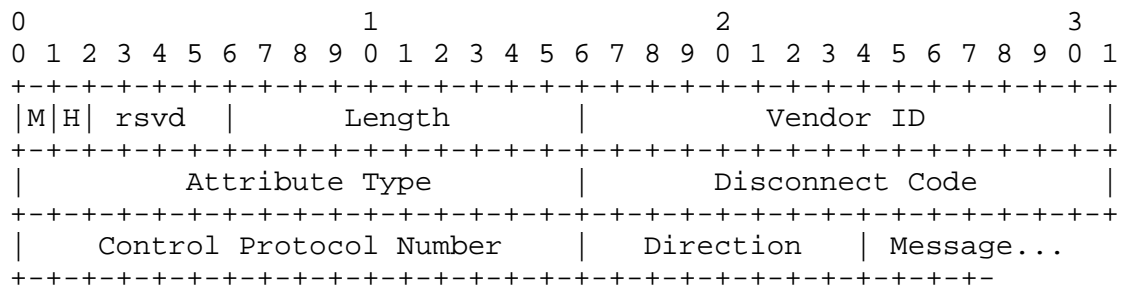 0                   1                   2                   3
0 1 2 3 4 5 6 7 8 9 0 1 2 3 4 5 6 7 8 9 0 1 2 3 4 5 6 7 8 9 0 1
+-+-+-+-+-+-+-+-+-+-+-+-+-+-+-+-+-+-+-+-+-+-+-+-+-+-+-+-+-+-+-+
|M|H| rsvd  |      Length       |           Vendor ID          |
+-+-+-+-+-+-+-+-+-+-+-+-+-+-+-+-+-+-+-+-+-+-+-+-+-+-+-+-+-+-+-+
|         Attribute Type        |       Disconnect Code        |
+-+-+-+-+-+-+-+-+-+-+-+-+-+-+-+-+-+-+-+-+-+-+-+-+-+-+-+-+-+-+-+
|    Control Protocol Number    |   Direction   | Message...
+-+-+-+-+-+-+-+-+-+-+-+-+-+-+-+-+-+-+-+-+-+-+-+-+-+-+-+-